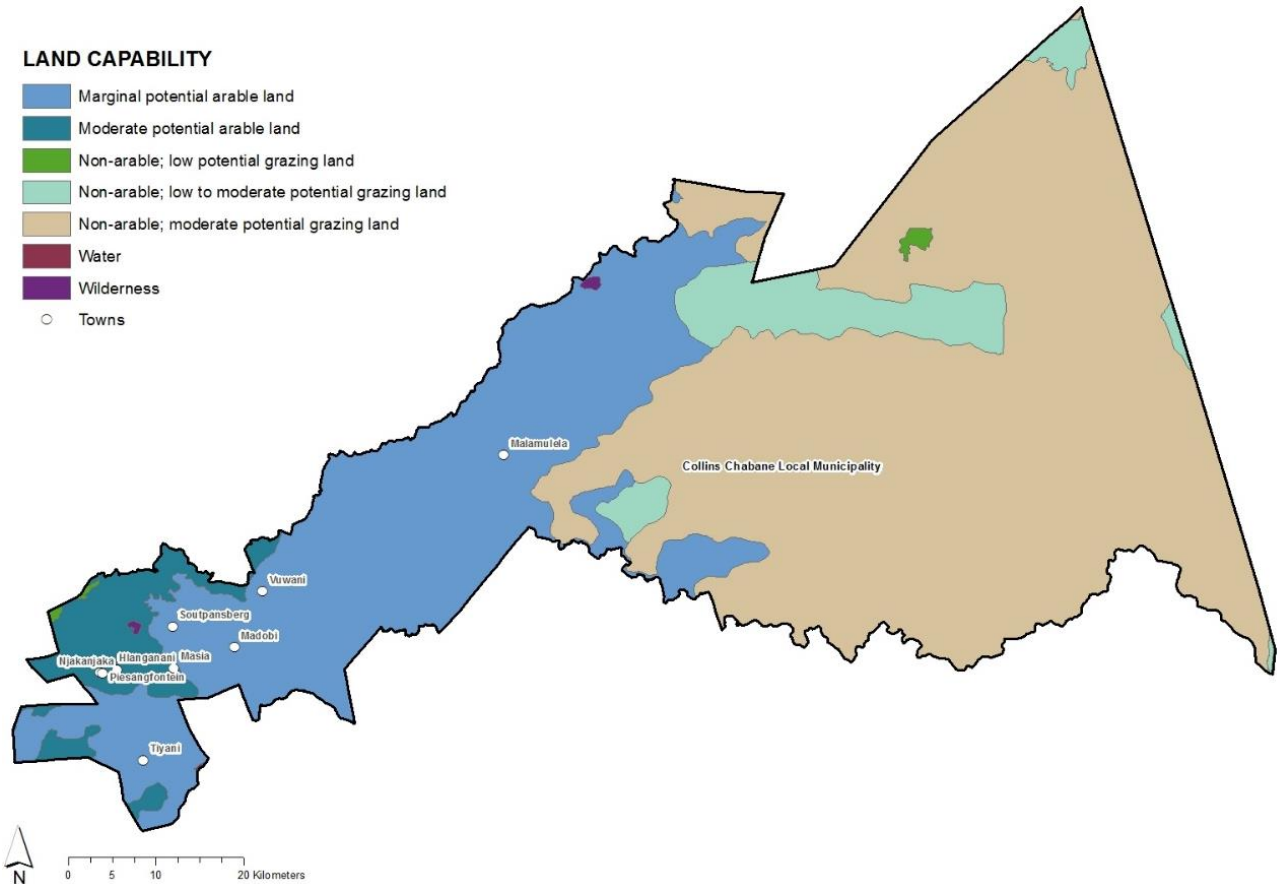 LAND CAPABILITY
Marginal potential arable land
Moderate potential arable land
Non-arable; low potential grazing land
Non-arable; low to moderate potential grazing land
Non-arable; moderate potential grazing land
Water
Wilderness
Towns
Malamulela
Collins Chabane Local Municipality
Vuwani
Soutpansberg
Madobi
Njakanjaka Hlanganani Masia
Piesangfontein
Tiyani
N
0 5 10 20 Kilometers